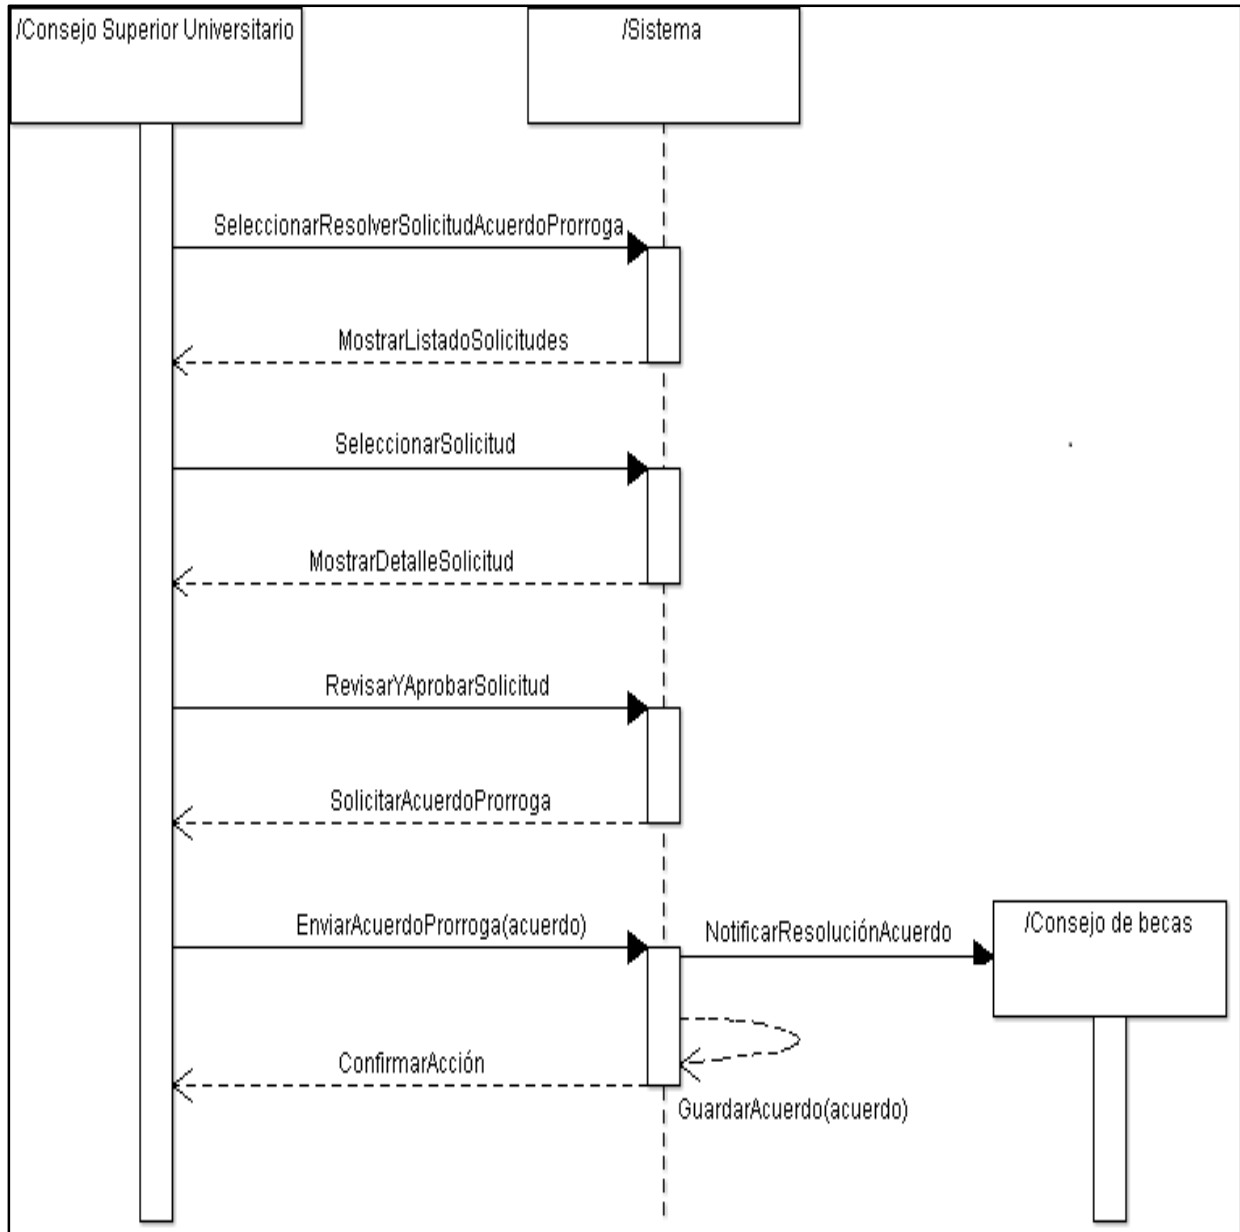 /Consejo Superior Universitario
/Sistema
SeleccionarResolverSolicitudAcuerdoProrroga
MostrarListadoSolicitudes
SeleccionarSolicitud
MostrarDetalleSolicitud
RevisarYAprobarSolicitud
SolicitarAcuerdoProrroga
EnviarAcuerdoProrroga(acuerdo)
NotificarResoluciónAcuerdo
/Consejo de becas
ConfirmarAcción
GuardarAcuerdo(acuerdo)